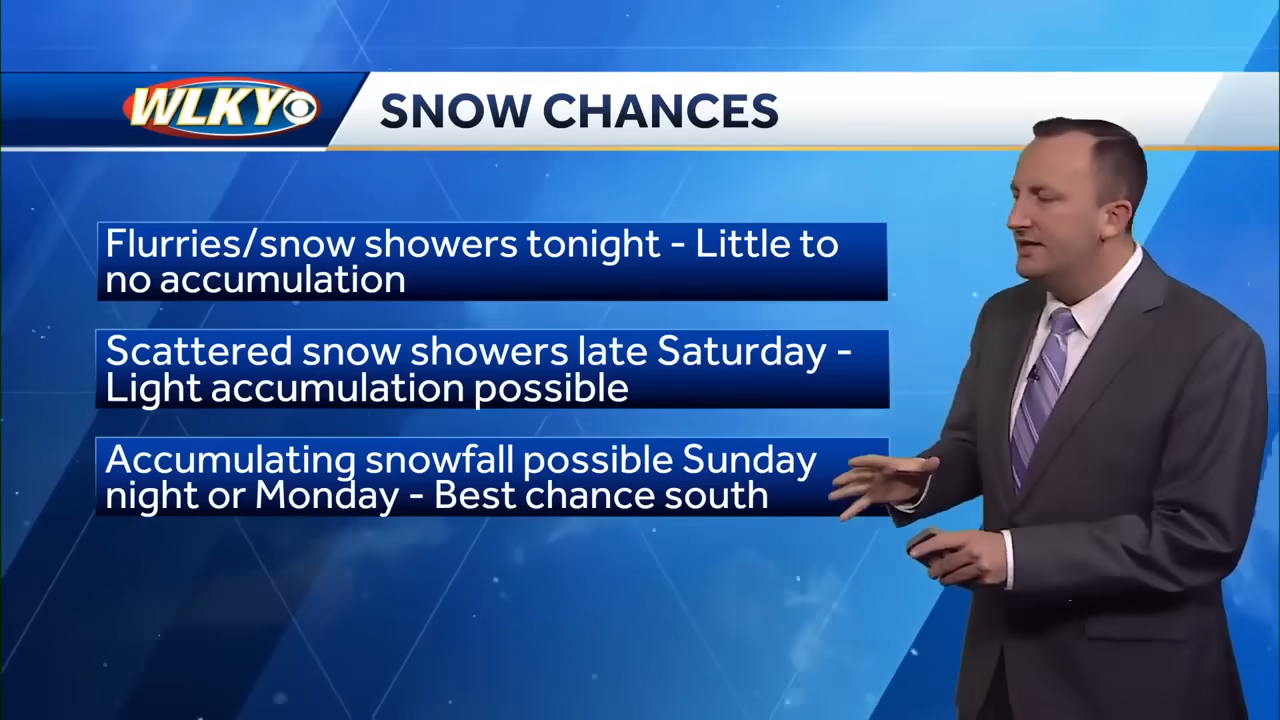 WLKY
SNOW CHANCES
Flurries/snow showers tonight - Little to
no accumulation
Scattered snow showers late Saturday -
Light accumulation possible
Accumulating snowfall possible Sunday
night or Monday - Best chance south